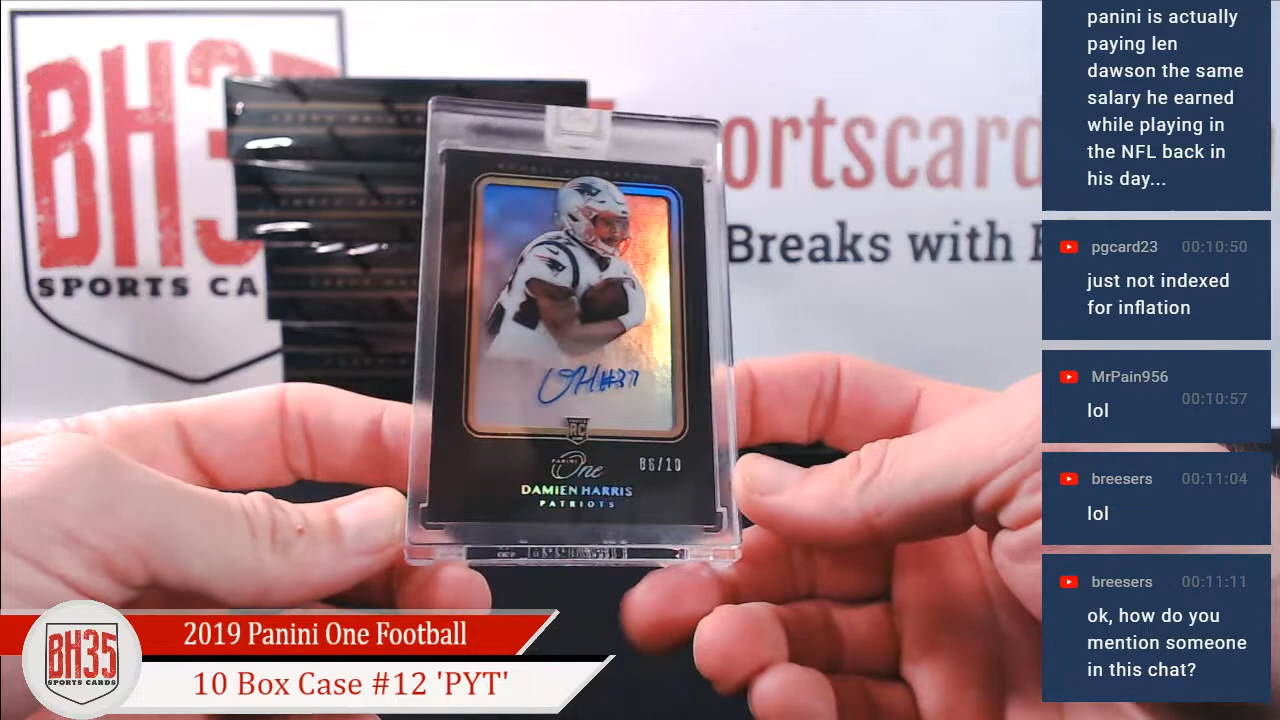 BH35
SPORTS CA
ortscard
Breaks with
RC
PANINI
One
06/10
DAMIEN HARRIS
PATRIOTS
2019 Panini One Football
10 Box Case #12 'PYT'
BH35
SPORTS CARDS
panini is actually
paying len
dawson the same
salary he earned
while playing in
the NFL back in
his day...
pgcard23 00:10:50
just not indexed
for inflation
MrPain956
00:10:57
lol
breesers 00:11:04
lol
breesers 00:11:11
ok, how do you
mention someone
in this chat?